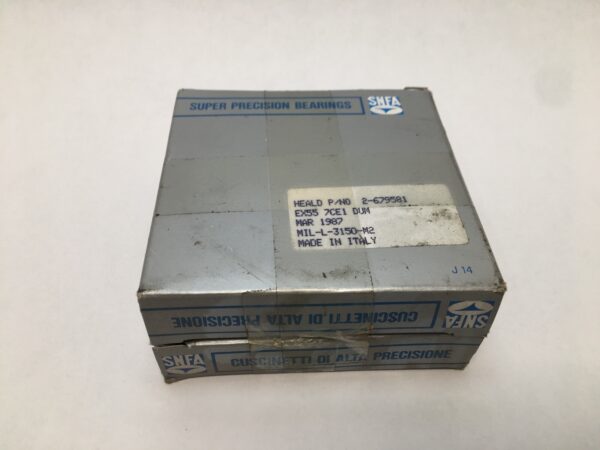 SUPER PRECISION BEARINGS
SNFA
HEALD P/NO 2-679581
EX55 7CE1 DUM
MAR 1987
MIL-L-3150-M2
MADE IN ITALY
J 14
CUSCINETTI DI ALTA PRECISIONE
SNFA
SNFA
CUSCINETTI DI ALTA PRECISIONE